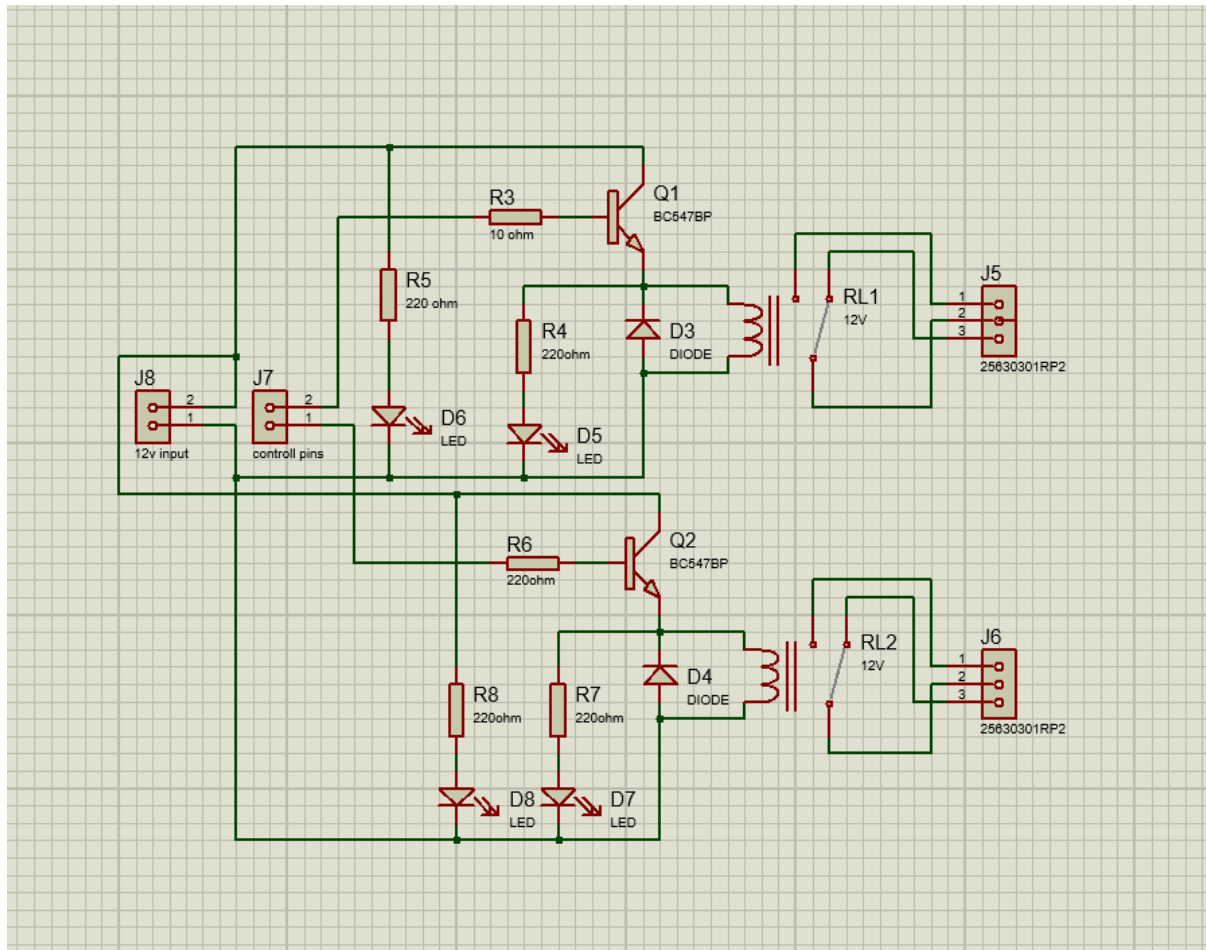 Q1
BC547BP
R3
10 ohm
R5
220 ohm
R4
220ohm
D3
DIODE
RL1
12V
J5
1
2
3
25630301RP2
J8
2
1
12v input
J7
2
1
controll pins
D6
LED
D5
LED
Q2
BC547BP
R6
220ohm
RL2
12V
J6
1
2
3
25630301RP2
R8
220ohm
R7
220ohm
D4
DIODE
D8
LED
D7
LED